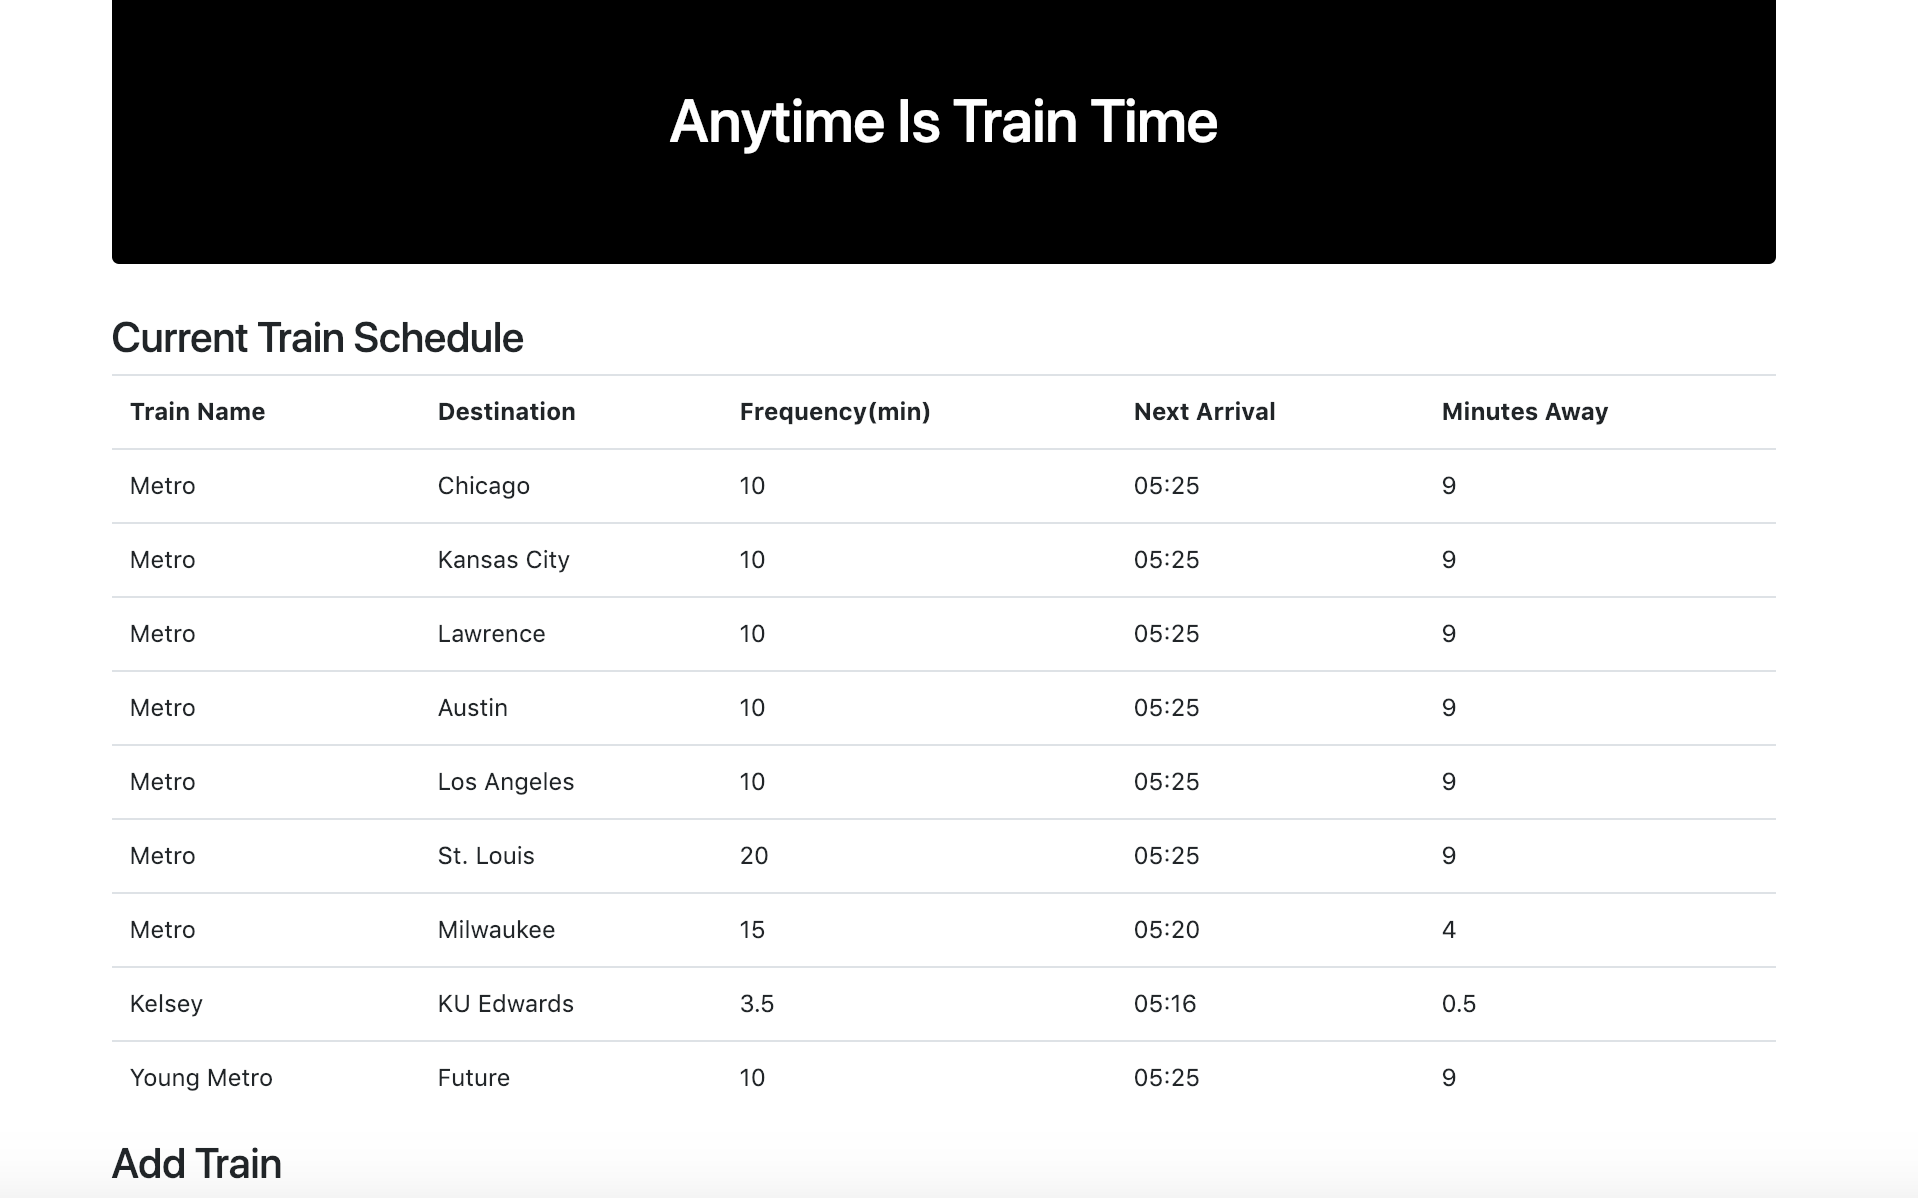 Anytime Is Train Time
Current Train Schedule
Train Name Destination Frequency(min) Next Arrival Minutes Away
Metro Chicago 10 05:25 9
Metro Kansas City 10 05:25 9
Metro Lawrence 10 05:25 9
Metro Austin 10 05:25 9
Metro Los Angeles 10 05:25 9
Metro St. Louis 20 05:25 9
Metro Milwaukee 15 05:20 4
Kelsey KU Edwards 3.5 05:16 0.5
Young Metro Future 10 05:25 9
Add Train